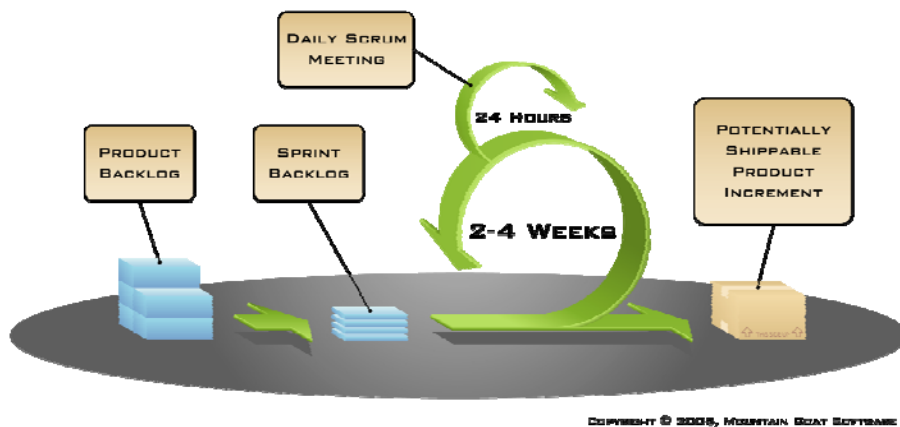 DAILY SCRUM
MEETING
24 HOURS
PRODUCT
BACKLOG
SPRINT
BACKLOG
POTENTIALLY
SHIPPABLE
PRODUCT
INCREMENT
2-4 WEEKS
COPYRIGHT © 2005, MOUNTAIN GOAT SOFTWARE